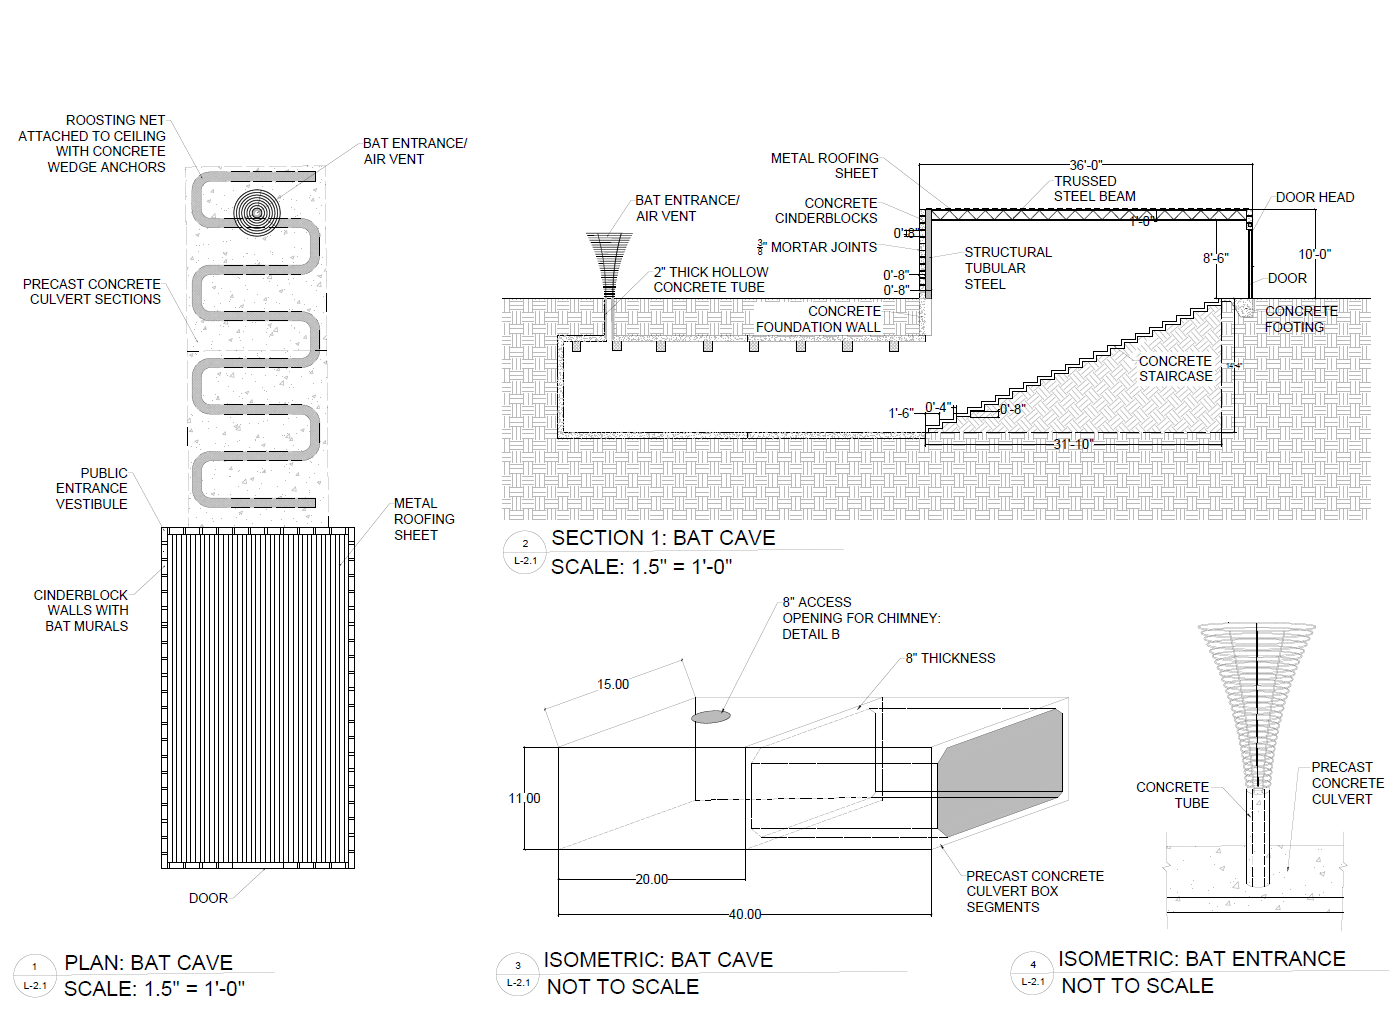 ROOSTING NET
ATTACHED TO CEILING
WITH CONCRETE
WEDGE ANCHORS
BAT ENTRANCE/
AIR VENT
PRECAST CONCRETE
CULVERT SECTIONS
PUBLIC
ENTRANCE
VESTIBULE
METAL
ROOFING
SHEET
CINDERBLOCK
WALLS WITH
BAT MURALS
DOOR
1
L-2.1
PLAN: BAT CAVE
SCALE: 1.5" = 1'-0"
BAT ENTRANCE/
AIR VENT
2" THICK HOLLOW
CONCRETE TUBE
METAL ROOFING
SHEET
CONCRETE
CINDERBLOCKS
0'-8"
3/8" MORTAR JOINTS
0'-8"
0'-8"
CONCRETE
FOUNDATION WALL
36'-0"
TRUSSED
STEEL BEAM
1'-0"
STRUCTURAL
TUBULAR
STEEL
8'-6"
DOOR HEAD
10'-0"
DOOR
CONCRETE
FOOTING
CONCRETE
STAIRCASE
14'-4"
1'-6"
0'-4"
0'-8"
31'-10"
2
L-2.1
SECTION 1: BAT CAVE
SCALE: 1.5" = 1'-0"
8" ACCESS
OPENING FOR CHIMNEY:
DETAIL B
8" THICKNESS
15.00
11.00
20.00
40.00
PRECAST CONCRETE
CULVERT BOX
SEGMENTS
3
L-2.1
ISOMETRIC: BAT CAVE
NOT TO SCALE
CONCRETE
TUBE
PRECAST
CONCRETE
CULVERT
4
L-2.1
ISOMETRIC: BAT ENTRANCE
NOT TO SCALE